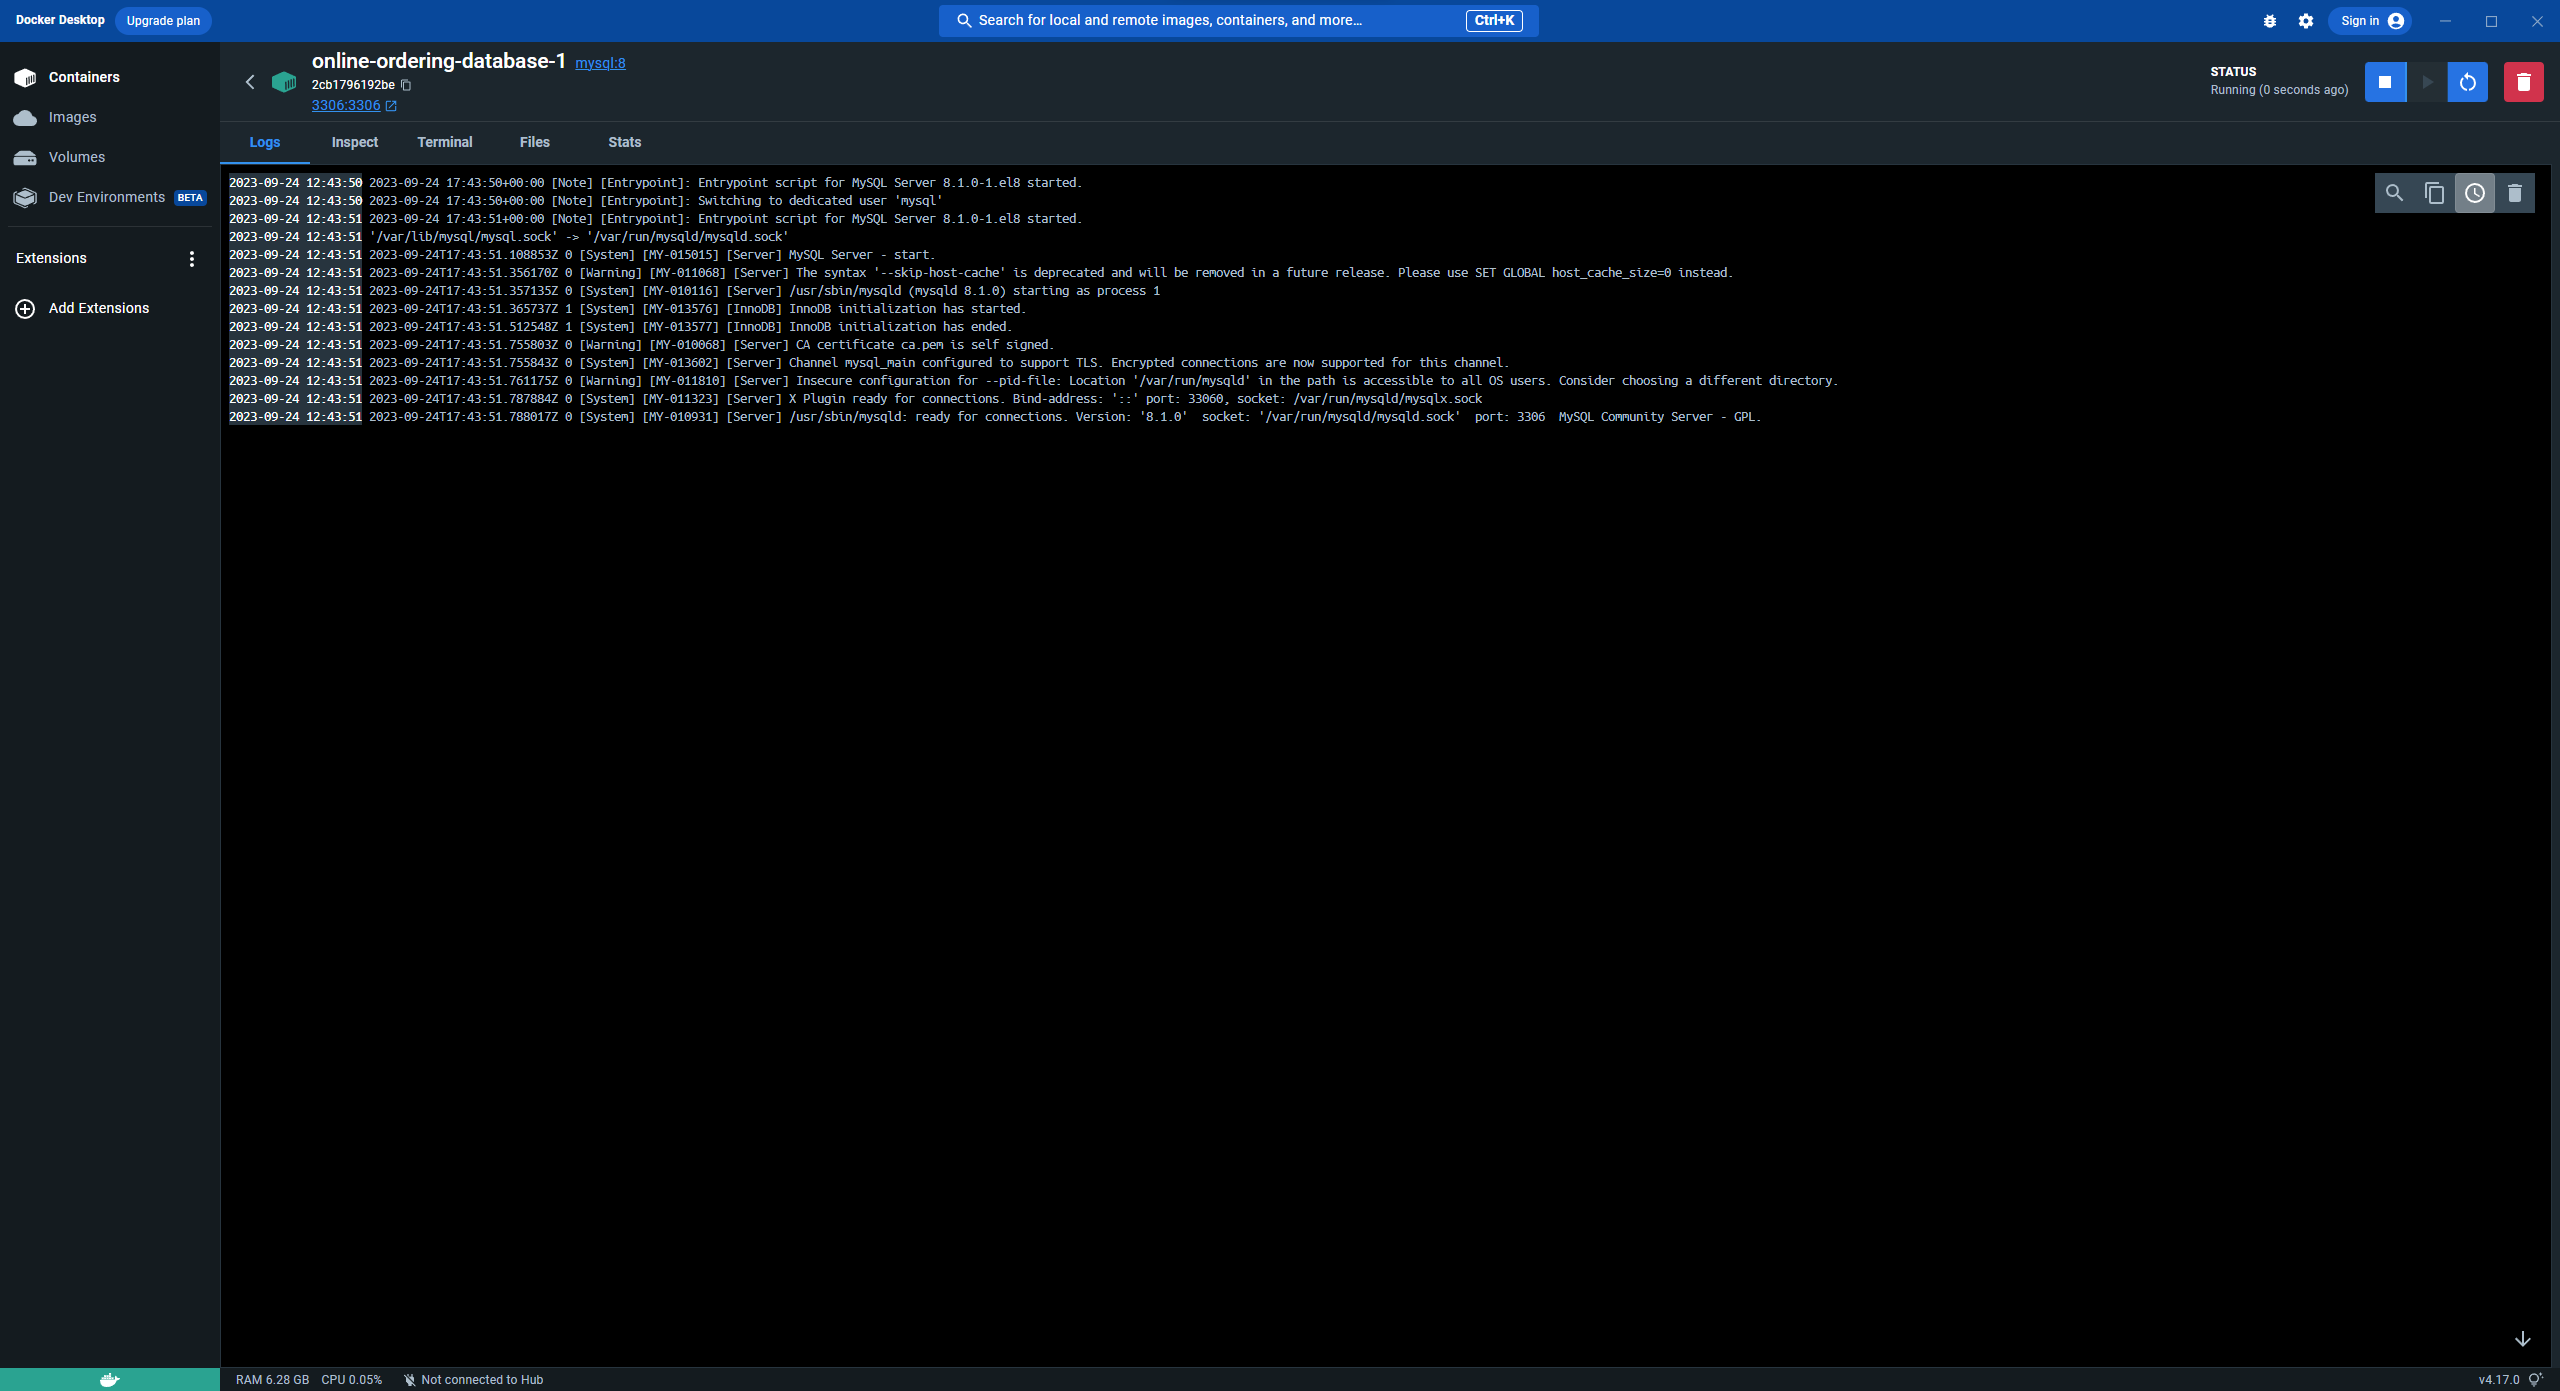 Docker Desktop Upgrade plan Search for local and remote images, containers, and more... Ctrl+K Sign in
Containers
Images
Volumes
Dev Environments BETA
Extensions
Add Extensions
online-ordering-database-1 mysql:8
2cb1796192be
3306:3306
STATUS
Running (0 seconds ago)
Logs Inspect Terminal Files Stats
2023-09-24 12:43:50 2023-09-24 17:43:50+00:00 [Note] [Entrypoint]: Entrypoint script for MySQL Server 8.1.0-1.el8 started.
2023-09-24 12:43:50 2023-09-24 17:43:50+00:00 [Note] [Entrypoint]: Switching to dedicated user 'mysql'
2023-09-24 12:43:51 2023-09-24 17:43:51+00:00 [Note] [Entrypoint]: Entrypoint script for MySQL Server 8.1.0-1.el8 started.
2023-09-24 12:43:51 '/var/lib/mysql/mysql.sock' -> '/var/run/mysqld/mysqld.sock'
2023-09-24 12:43:51 2023-09-24T17:43:51.108853Z 0 [System] [MY-015015] [Server] MySQL Server - start.
2023-09-24 12:43:51 2023-09-24T17:43:51.356170Z 0 [Warning] [MY-011068] [Server] The syntax '--skip-host-cache' is deprecated and will be removed in a future release. Please use SET GLOBAL host_cache_size=0 instead.
2023-09-24 12:43:51 2023-09-24T17:43:51.357135Z 0 [System] [MY-010116] [Server] /usr/sbin/mysqld (mysqld 8.1.0) starting as process 1
2023-09-24 12:43:51 2023-09-24T17:43:51.365737Z 1 [System] [MY-013576] [InnoDB] InnoDB initialization has started.
2023-09-24 12:43:51 2023-09-24T17:43:51.512548Z 1 [System] [MY-013577] [InnoDB] InnoDB initialization has ended.
2023-09-24 12:43:51 2023-09-24T17:43:51.755803Z 0 [Warning] [MY-010068] [Server] CA certificate ca.pem is self signed.
2023-09-24 12:43:51 2023-09-24T17:43:51.755843Z 0 [System] [MY-013602] [Server] Channel mysql_main configured to support TLS. Encrypted connections are now supported for this channel.
2023-09-24 12:43:51 2023-09-24T17:43:51.761175Z 0 [Warning] [MY-011810] [Server] Insecure configuration for --pid-file: Location '/var/run/mysqld' in the path is accessible to all OS users. Consider choosing a different directory.
2023-09-24 12:43:51 2023-09-24T17:43:51.787884Z 0 [System] [MY-011323] [Server] X Plugin ready for connections. Bind-address: '::' port: 33060, socket: /var/run/mysqld/mysqlx.sock
2023-09-24 12:43:51 2023-09-24T17:43:51.788017Z 0 [System] [MY-010931] [Server] /usr/sbin/mysqld: ready for connections. Version: '8.1.0'  socket: '/var/run/mysqld/mysqld.sock'  port: 3306  MySQL Community Server - GPL.
RAM 6.28 GB CPU 0.05% Not connected to Hub v4.17.0